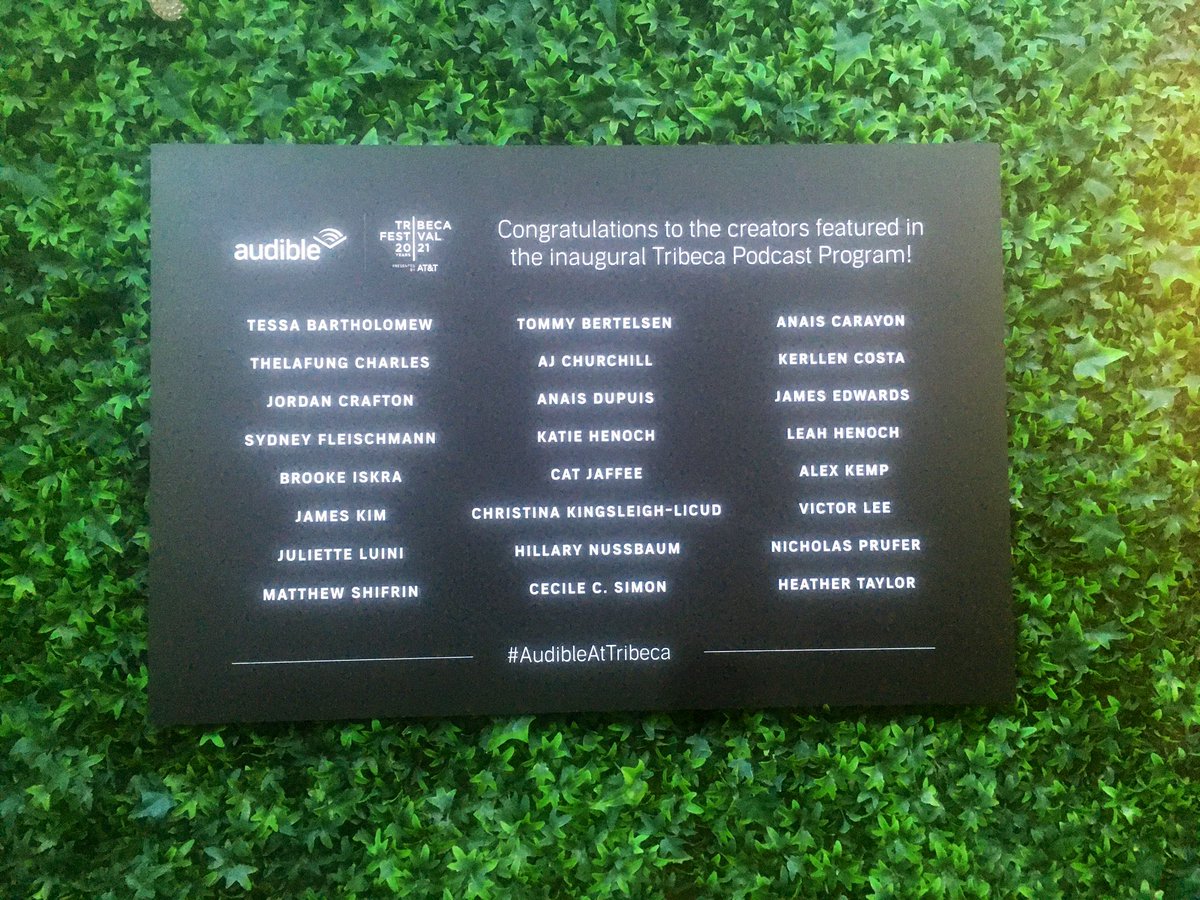 audible
TRIBECA
FESTIVAL
20 21
YEARS
PRESENTED BY AT&T
Congratulations to the creators featured in
the inaugural Tribeca Podcast Program!
TESSA BARTHOLOMEW
THELAFUNG CHARLES
JORDAN CRAFTON
SYDNEY FLEISCHMANN
BROOKE ISKRA
JAMES KIM
JULIETTE LUINI
MATTHEW SHIFRIN
TOMMY BERTELSEN
AJ CHURCHILL
ANAIS DUPUIS
KATIE HENOCH
CAT JAFFEE
CHRISTINA KINGSLEIGH-LICUD
HILLARY NUSSBAUM
CECILE C. SIMON
ANAIS CARAYON
KERLLEN COSTA
JAMES EDWARDS
LEAH HENOCH
ALEX KEMP
VICTOR LEE
NICHOLAS PRUFER
HEATHER TAYLOR
#AudibleAtTribeca